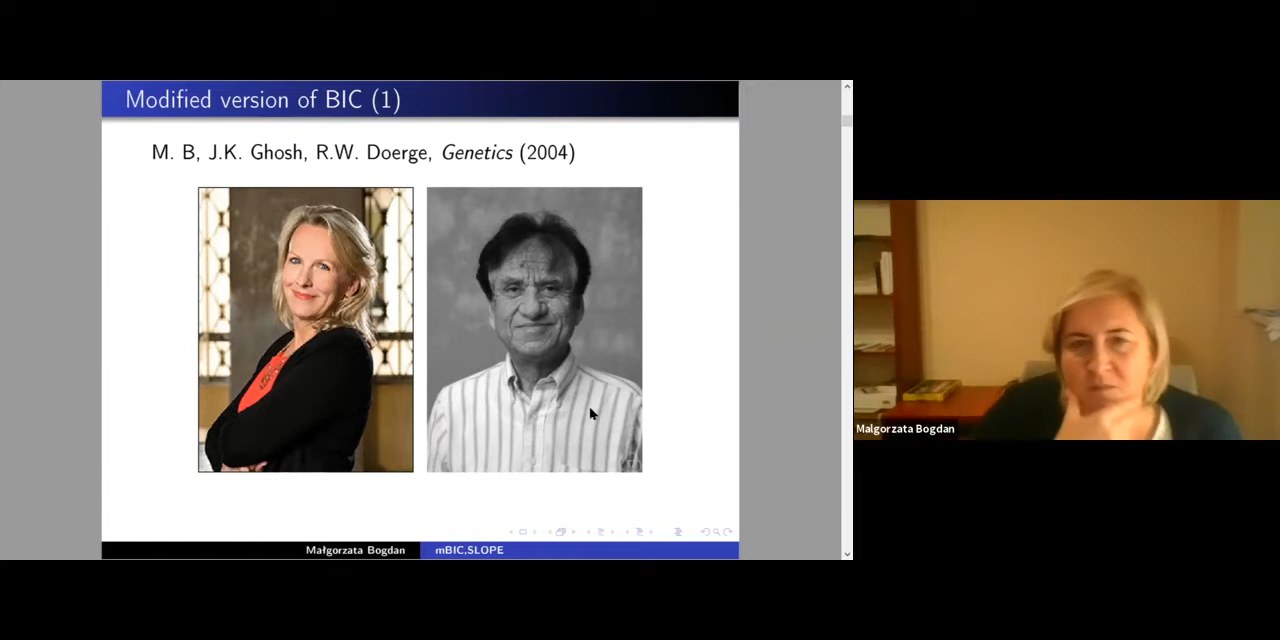 Modified version of BIC (1)
M. B, J.K. Ghosh, R.W. Doerge, Genetics (2004)
Małgorzata Bogdan
mBIC,SLOPE
Malgorzata Bogdan